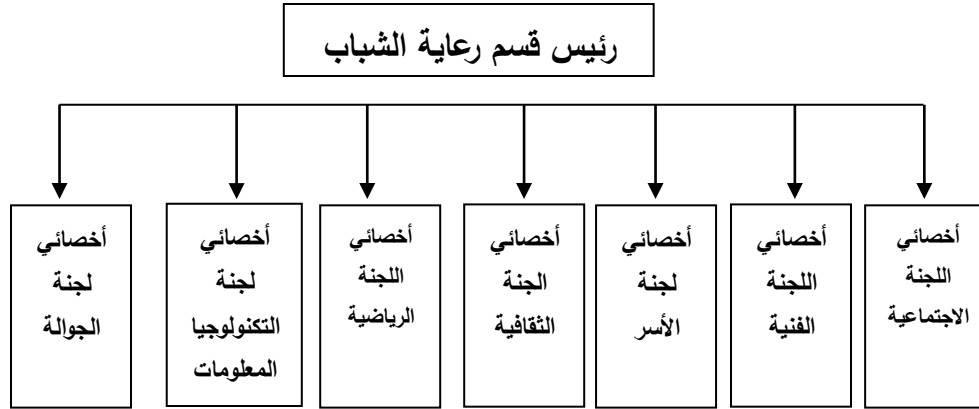 رئيس قسم رعاية الشباب
أخصائي
اللجنة
الاجتماعية
أخصائي
اللجنة
الفنية
أخصائي
لجنة
الأسر
أخصائي
الجنة
الثقافية
أخصائي
اللجنة
الرياضية
أخصائي
لجنة
التكنولوجيا
المعلومات
أخصائي
لجنة
الجوالة